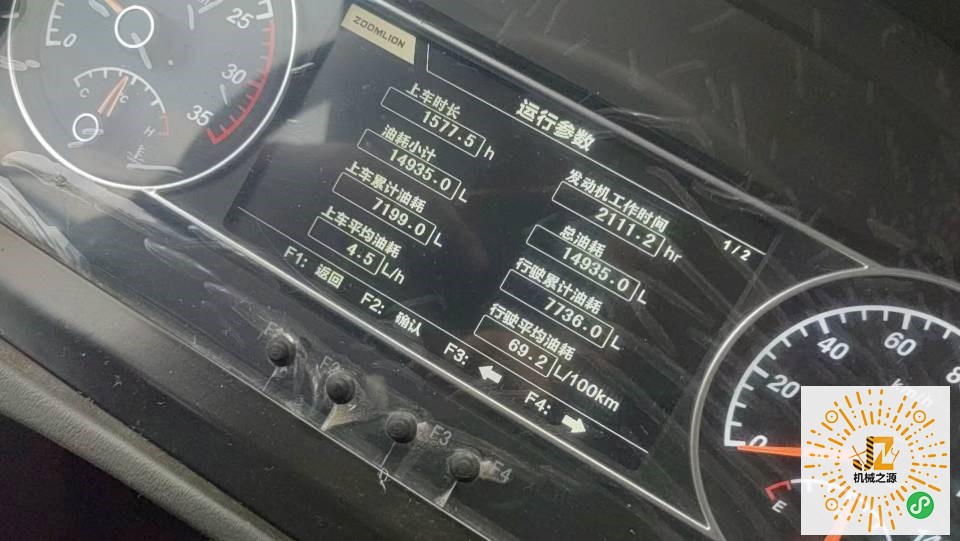 ZOOMLION
运行参数
1/2
上车时长
1577.5 h
油耗小计
14935.0 L
上车累计油耗
7199.0 L
上车平均油耗
4.5 L/h
发动机工作时间
2111.2 hr
总油耗
14935.0 L
行驶累计油耗
7736.0 L
行驶平均油耗
69.2 L/100km
F1: 返回
F2: 确认
F3:
F4:
F3
F4
0
25
30
35
C
°C
H
0
20
40
60
km/h
E
机械之源